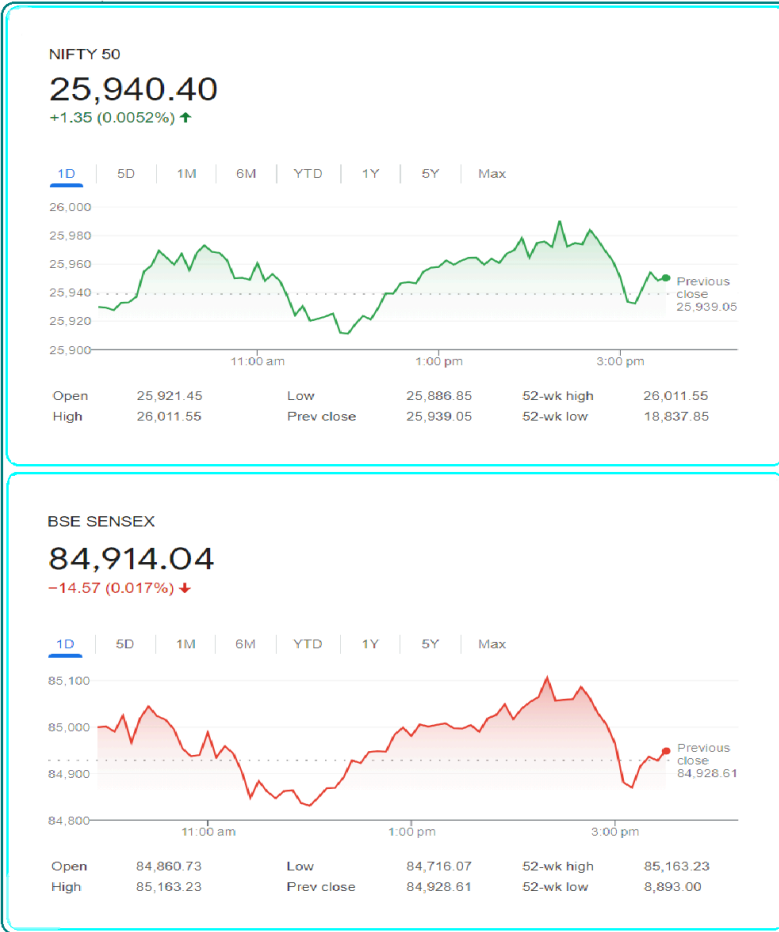 NIFTY 50
25,940.40
+1.35 (0.0052%) ↑
1D 5D 1M 6M YTD 1Y 5Y Max
26,000
25,980
25,960
25,940
25,920
25,900
Previous
close
25,939.05
11:00 am 1:00 pm 3:00 pm
Open 25,921.45 Low 25,886.85 52-wk high 26,011.55
High 26,011.55 Prev close 25,939.05 52-wk low 18,837.85
BSE SENSEX
84,914.04
−14.57 (0.017%) ↓
1D 5D 1M 6M YTD 1Y 5Y Max
85,100
85,000
84,900
84,800
Previous
close
84,928.61
11:00 am 1:00 pm 3:00 pm
Open 84,860.73 Low 84,716.07 52-wk high 85,163.23
High 85,163.23 Prev close 84,928.61 52-wk low 8,893.00